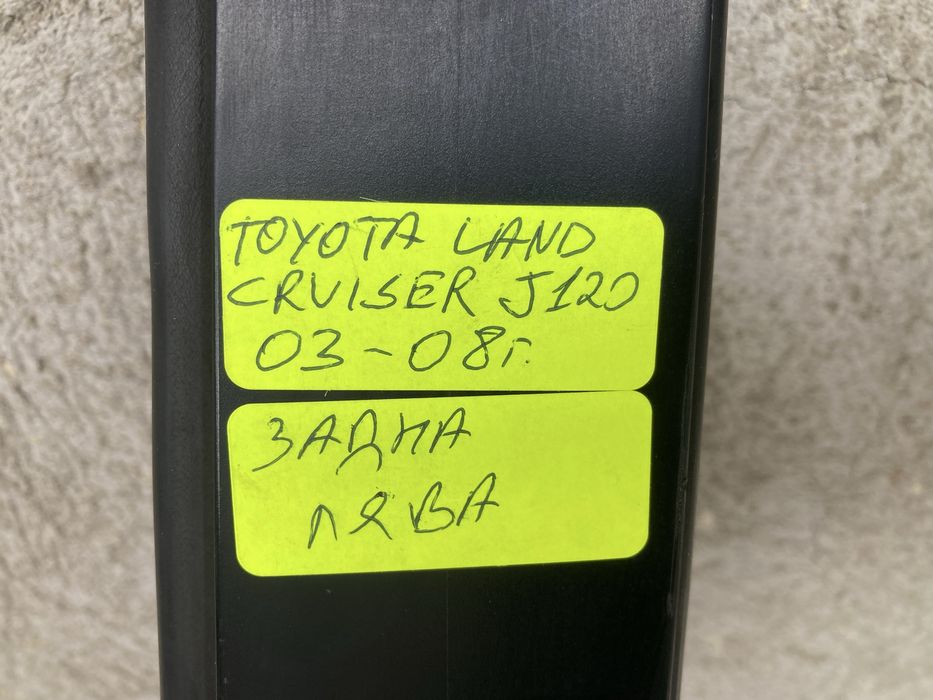 TOYOTA LAND
CRUISER J120
03-08г.
ЗАДНА
ЛЯВА